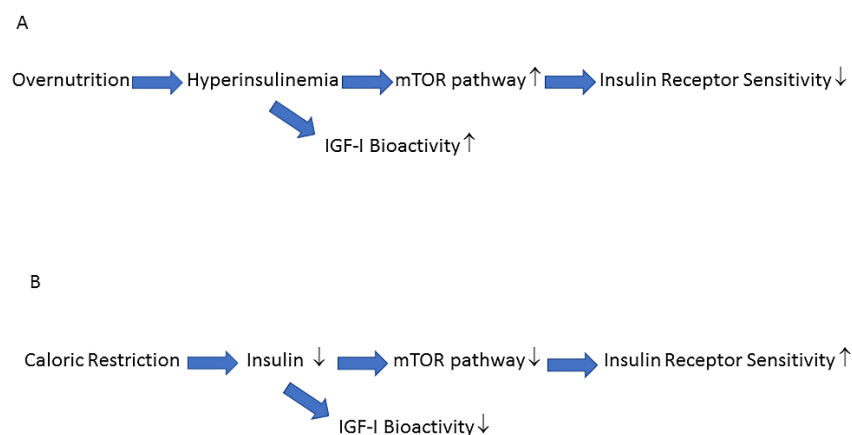 A
Overnutrition Hyperinsulinemia mTOR pathway↑ Insulin Receptor Sensitivity↓
IGF-I Bioactivity↑
B
Caloric Restriction Insulin ↓ mTOR pathway↓ Insulin Receptor Sensitivity↑
IGF-I Bioactivity↓